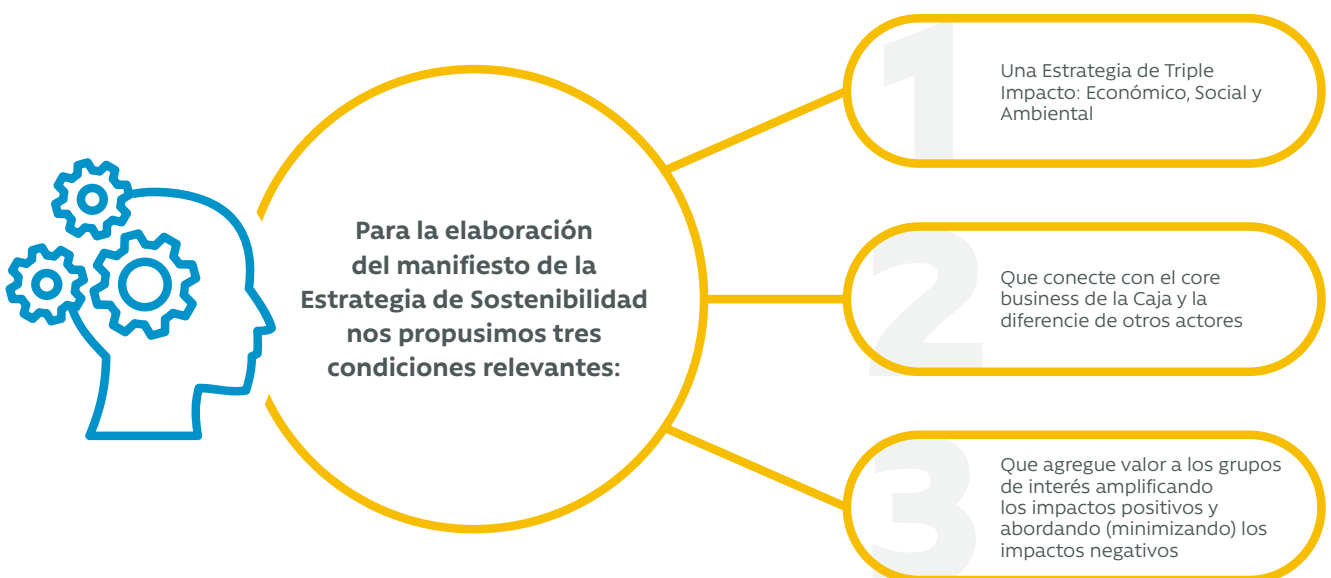 Para la elaboración
del manifiesto de la
Estrategia de Sostenibilidad
nos propusimos tres
condiciones relevantes:
1
Una Estrategia de Triple
Impacto: Económico, Social y
Ambiental
2
Que conecte con el core
business de la Caja y la
diferencie de otros actores
3
Que agregue valor a los grupos
de interés amplificando
los impactos positivos y
abordando (minimizando) los
impactos negativos